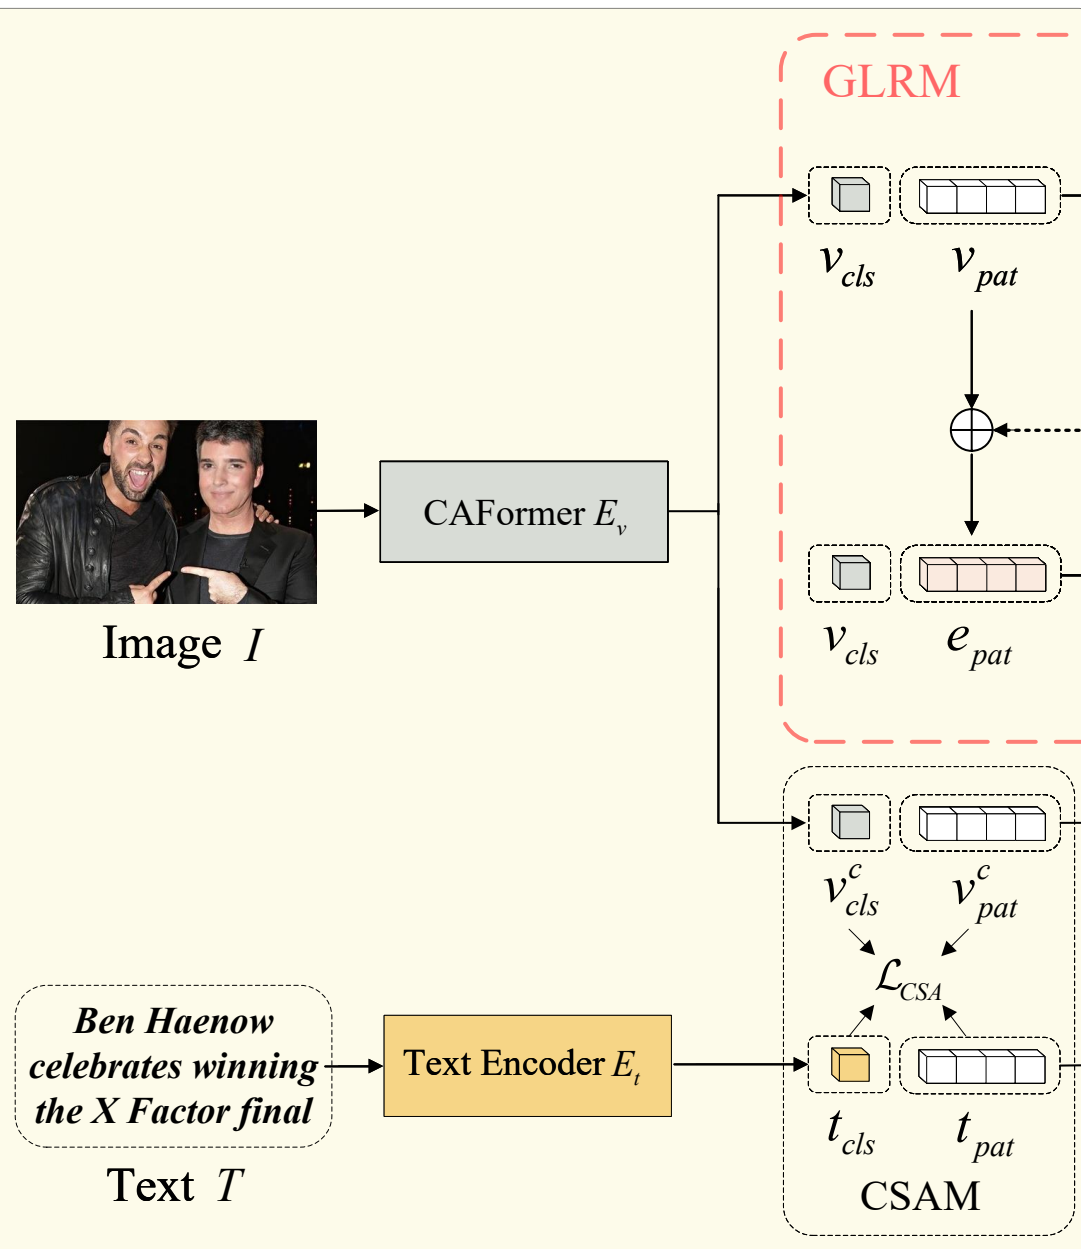 GLRM
v_cls v_pat
CAFormer E_v
Image I
v_cls e_pat
v^c_cls v^c_pat
ℒ_CSA
Ben Haenow
celebrates winning
the X Factor final
Text Encoder E_t
t_cls t_pat
Text T
CSAM